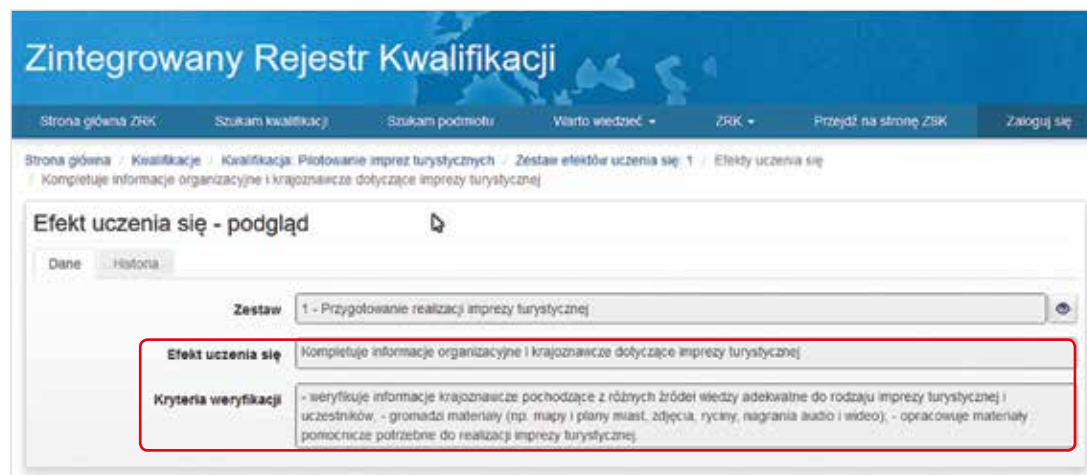 Zintegrowany Rejestr Kwalifikacji
Strona główna ZRK Szukam kwalifikacji Szukam podmiotu Warto wiedzieć ZRK Przejdź na stronę ZSK Zaloguj się
Strona główna / Kwalifikacje / Kwalifikacja: Pilotowanie imprez turystycznych / Zestaw efektów uczenia się: 1 / Efekty uczenia się
/ Kompletuje informacje organizacyjne i krajoznawcze dotyczące imprezy turystycznej
Efekt uczenia się - podgląd
Dane Historia
Zestaw 1 - Przygotowanie realizacji imprezy turystycznej
Efekt uczenia się Kompletuje informacje organizacyjne i krajoznawcze dotyczące imprezy turystycznej
Kryteria weryfikacji - weryfikuje informacje krajoznawcze pochodzące z różnych źródeł wiedzy adekwatne do rodzaju imprezy turystycznej i
uczestników; - gromadzi materiały (np. mapy i plany miast, zdjęcia, ryciny, nagrania audio i wideo); - opracowuje materiały
pomocnicze potrzebne do realizacji imprezy turystycznej.